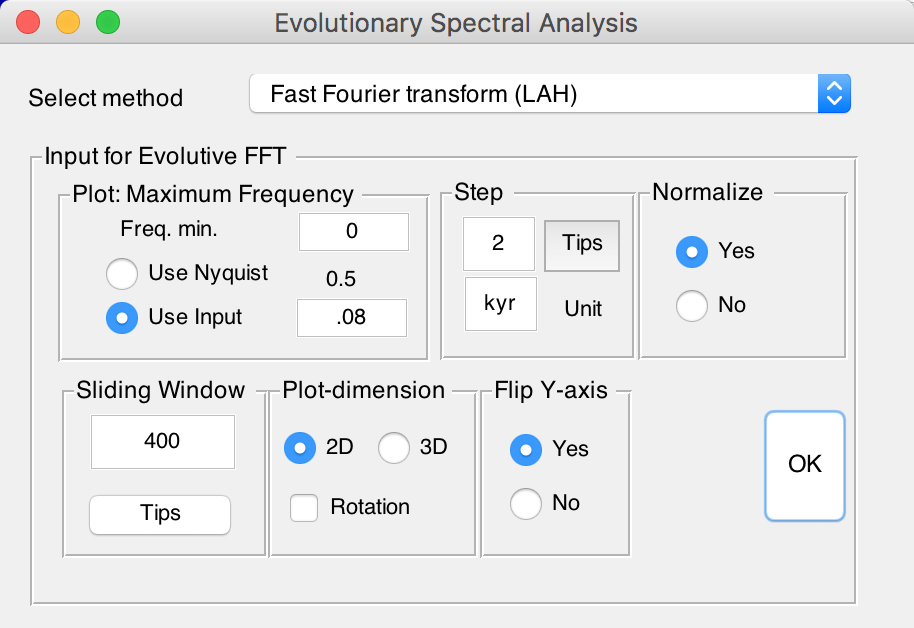 Evolutionary Spectral Analysis
Select method
Fast Fourier transform (LAH)
Input for Evolutive FFT
Plot: Maximum Frequency
Freq. min.
0
Use Nyquist
0.5
Use Input
.08
Step
2
Tips
kyr
Unit
Normalize
Yes
No
Sliding Window
400
Tips
Plot-dimension
2D
3D
Rotation
Flip Y-axis
Yes
No
OK